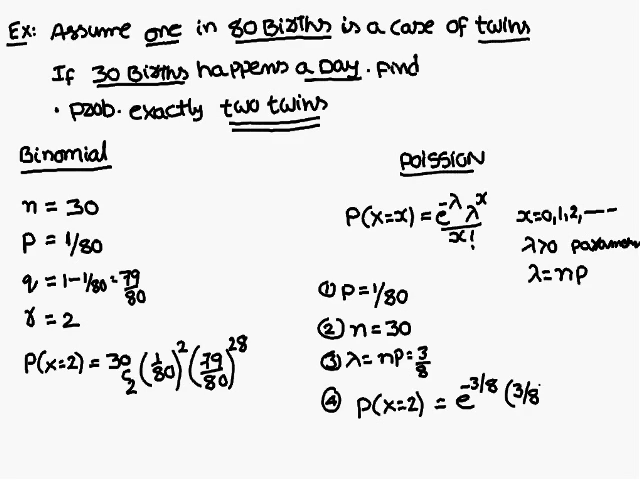 Ex: Assume one in 80 Births is a case of twins
If 30 Births happens a Day. find
• Prob. exactly two twins
Binomial
n = 30
P = 1/80
q = 1 - 1/80 = 79/80
r = 2
P(x=2) = 30C2 (1/80)^2 (79/80)^28
POISSION
P(X=x) = e^-λ λ^x / x! x=0,1,2,----
λ>0 parame
λ=np
① P = 1/80
② n = 30
③ λ = np = 3/8
④ P(x=2) = e^-3/8 (3/8